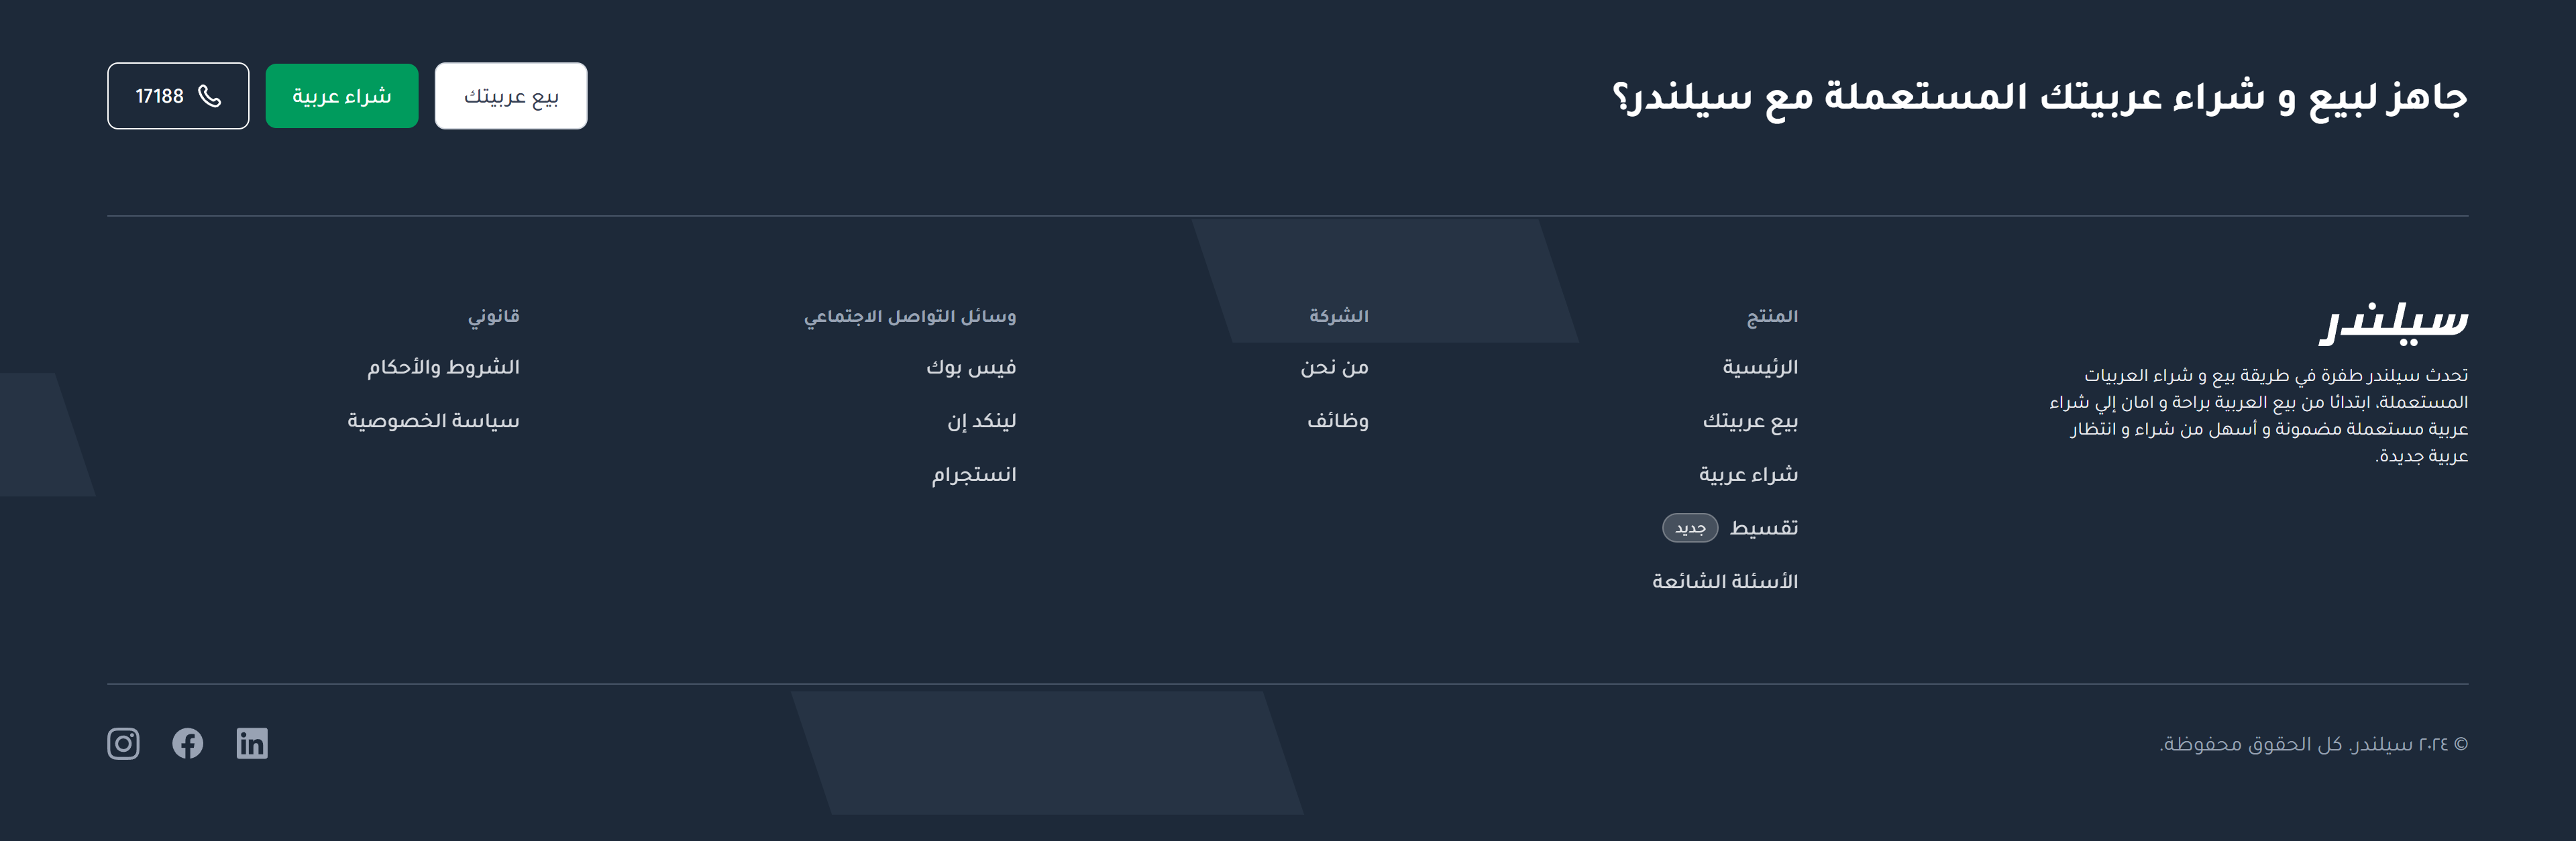 جاهز لبيع و شراء عربيتك المستعملة مع سيلندر؟
بيع عربيتك
شراء عربية
17188
سيلندر
تحدث سيلندر طفرة في طريقة بيع و شراء العربيات
المستعملة، ابتدائا من بيع العربية براحة و امان إلي شراء
عربية مستعملة مضمونة و أسهل من شراء و انتظار
عربية جديدة.
المنتج
الرئيسية
بيع عربيتك
شراء عربية
تقسيط جديد
الأسئلة الشائعة
الشركة
من نحن
وظائف
وسائل التواصل الاجتماعي
فيس بوك
لينكد إن
انستجرام
قانوني
الشروط والأحكام
سياسة الخصوصية
© ٢٠٢٤ سيلندر. كل الحقوق محفوظة.